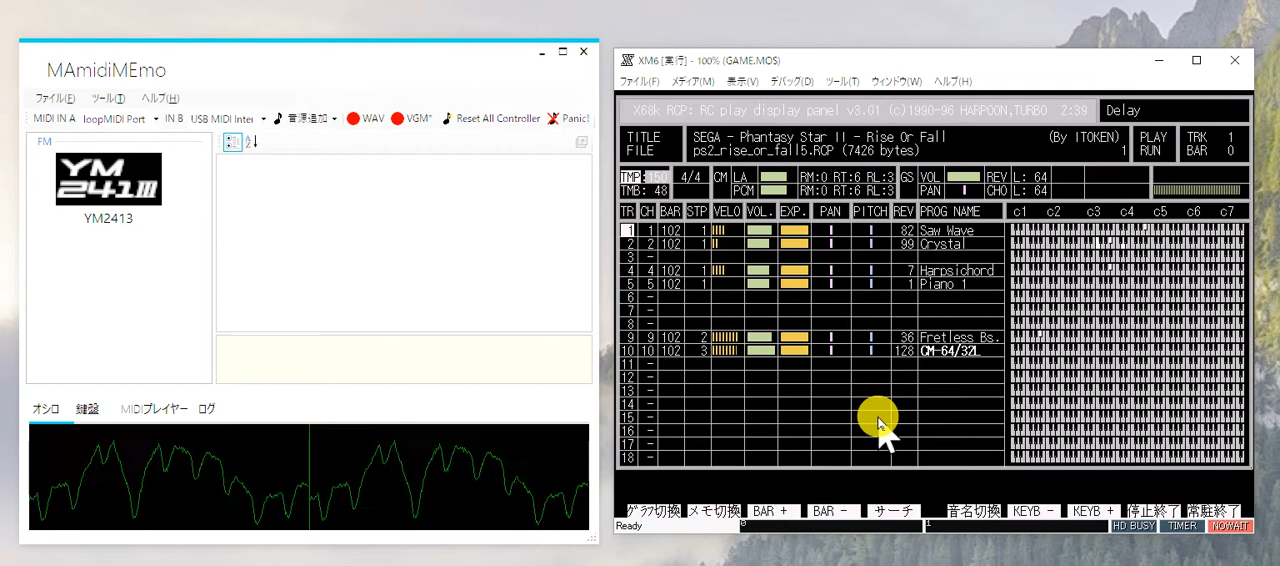 MAmidiMEmo
ファイル(F) ツール(T) ヘルプ(H)
MIDI IN A loopMIDI Port IN B USB MIDI Inter 音源追加 WAV VGM* Reset All Controller Panic!
FM
YM
2413
YM2413
オシロ 鍵盤 MIDIプレイヤー ログ
XM6 [実行] - 100% (GAME.MOS)
ファイル(F) メディア(M) 表示(V) デバッグ(D) ツール(T) ウィンドウ(W) ヘルプ(H)
X68k RCP: RC play display panel v3.01 (c)1990-96 HARPOON,TURBO 2:39 Delay
TITLE SEGA - Phantasy Star II - Rise Or Fall (By ITOKEN) PLAY TRK 1
FILE ps2_rise_or_fall5.RCP (7426 bytes) 1 RUN BAR 0
TMP:150 4/4 CM LA RM:0 RT:6 RL:3 GS VOL REV L: 64
TMB: 48 PCM RM:0 RT:6 RL:3 PAN CHO L: 64
TR CH BAR STP VELO VOL. EXP. PAN PITCH REV PROG NAME c1 c2 c3 c4 c5 c6 c7
1 1 102 1 82 Saw Wave
2 2 102 1 99 Crystal
3 -
4 4 102 1 7 Harpsichord
5 5 102 1 1 Piano 1
6 -
7 -
8 -
9 9 102 2 36 Fretless Bs.
10 10 102 3 128 CM-64/32L
11 -
12 -
13 -
14 -
15 -
16 -
17 -
18 -
グラフ切換 メモ切換 BAR + BAR - サーチ 音名切換 KEYB - KEYB + 停止終了 常駐終了
Ready 0 1 HD BUSY TIMER NOWAIT